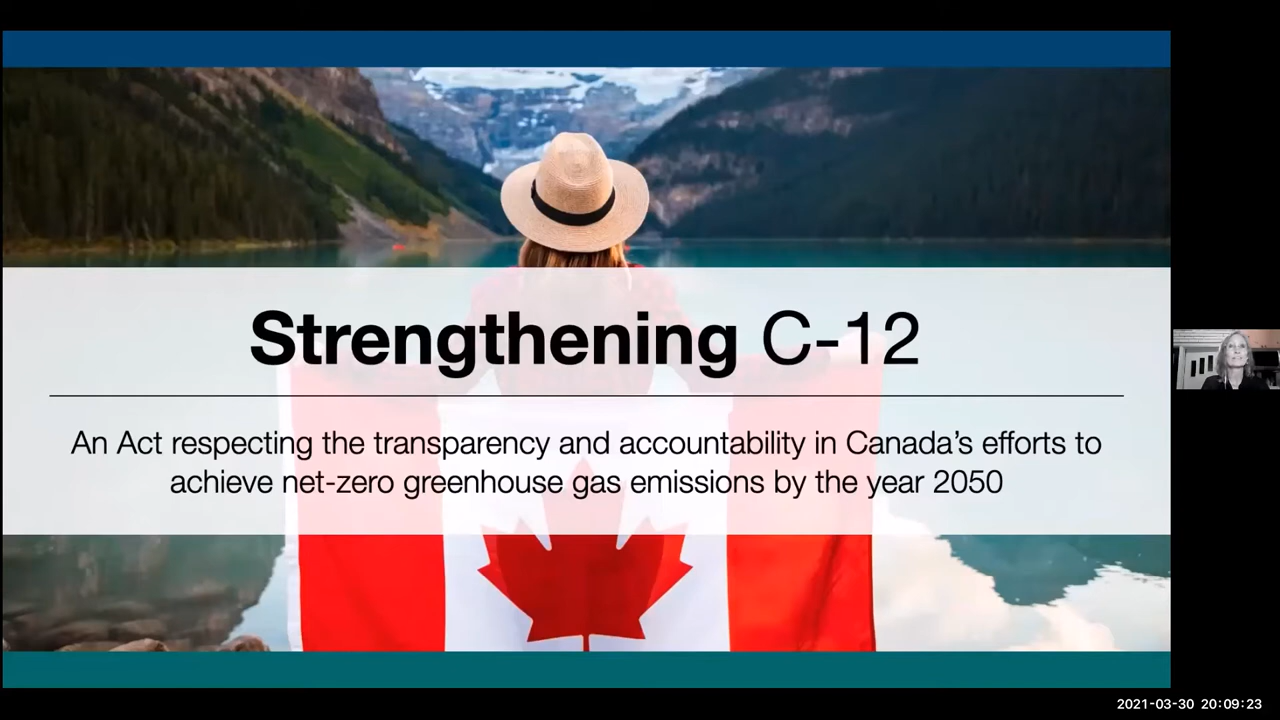 Strengthening C-12
An Act respecting the transparency and accountability in Canada's efforts to
achieve net-zero greenhouse gas emissions by the year 2050
2021-03-30 20:09:23